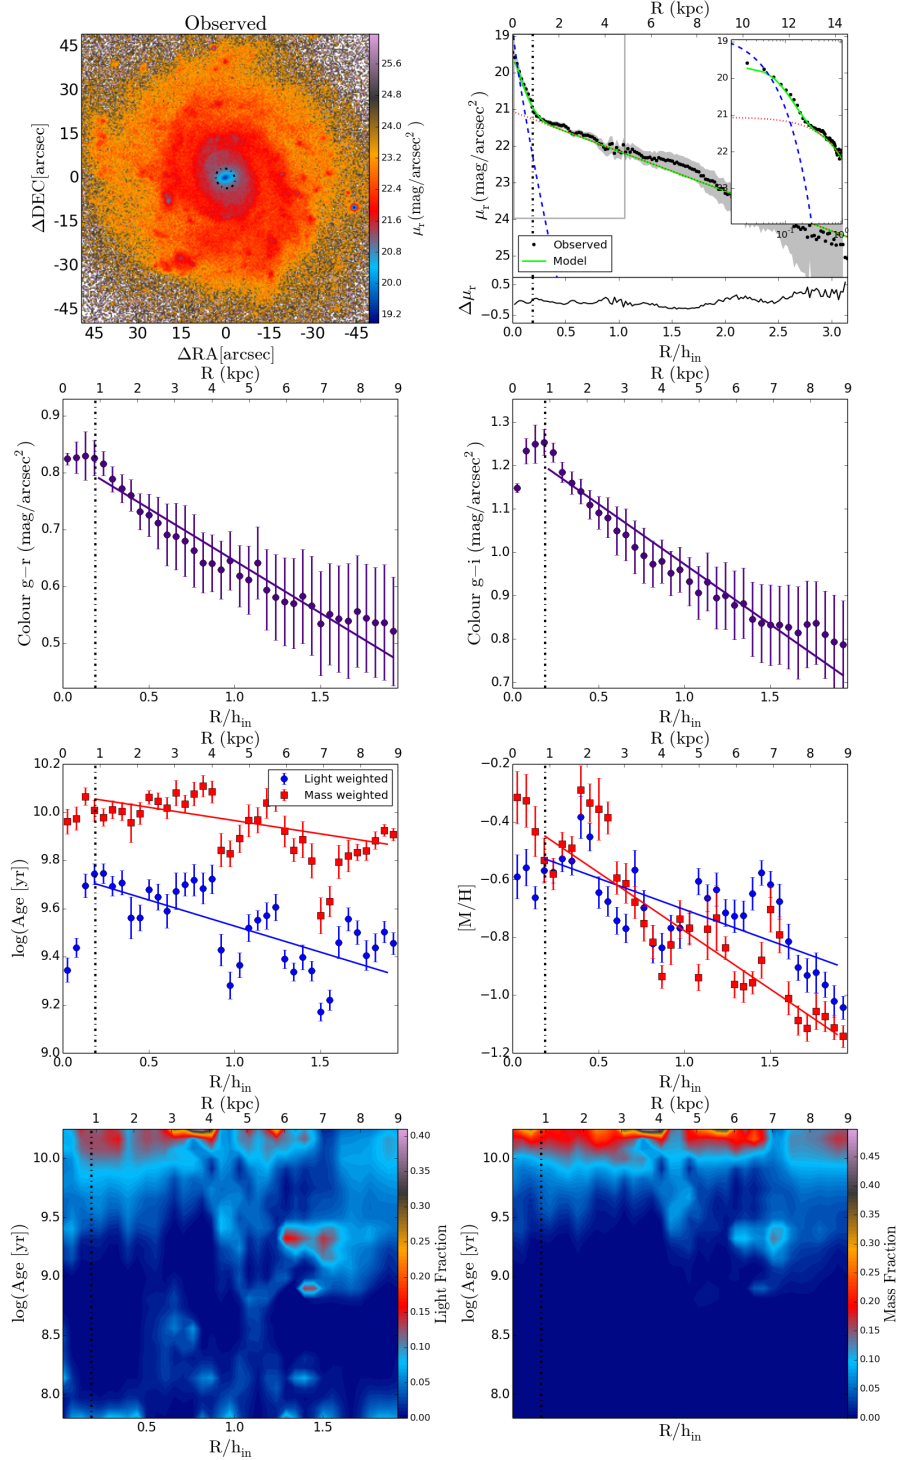 Observed
45
30
15
0
-15
-30
-45
ΔDEC[arcsec]
45 30 15 0 -15 -30 -45
ΔRA[arcsec]
25.6
24.8
24.0
23.2
22.4
21.6
20.8
20.0
19.2
μr(mag/arcsec²)
R (kpc)
0 2 4 6 8 10 12 14
19
20
21
22
23
24
25
μr(mag/arcsec²)
19
20
21
22
10⁻¹
Observed
Model
0.5
−0.5
Δμr
0.0 0.5 1.0 1.5 2.0 2.5 3.0
R/hin
R (kpc)
0 1 2 3 4 5 6 7 8 9
0.9
0.8
0.7
0.6
0.5
Colour g−r (mag/arcsec²)
0.0 0.5 1.0 1.5
R/hin
R (kpc)
0 1 2 3 4 5 6 7 8 9
1.3
1.2
1.1
1.0
0.9
0.8
0.7
Colour g−i (mag/arcsec²)
0.0 0.5 1.0 1.5
R/hin
R (kpc)
0 1 2 3 4 5 6 7 8 9
10.2
10.0
9.8
9.6
9.4
9.2
9.0
log(Age [yr])
Light weighted
Mass weighted
0.0 0.5 1.0 1.5
R/hin
R (kpc)
0 1 2 3 4 5 6 7 8 9
−0.2
−0.4
−0.6
−0.8
−1.0
−1.2
[M/H]
0.0 0.5 1.0 1.5
R/hin
R (kpc)
1 2 3 4 5 6 7 8 9
10.0
9.5
9.0
8.5
8.0
log(Age [yr])
0.5 1.0 1.5
R/hin
0.40
0.35
0.30
0.25
0.20
0.15
0.10
0.05
0.00
Light Fraction
R (kpc)
1 2 3 4 5 6 7 8 9
10.0
9.5
9.0
8.5
8.0
log(Age [yr])
R/hin
0.45
0.40
0.35
0.30
0.25
0.20
0.15
0.10
0.05
0.00
Mass Fraction